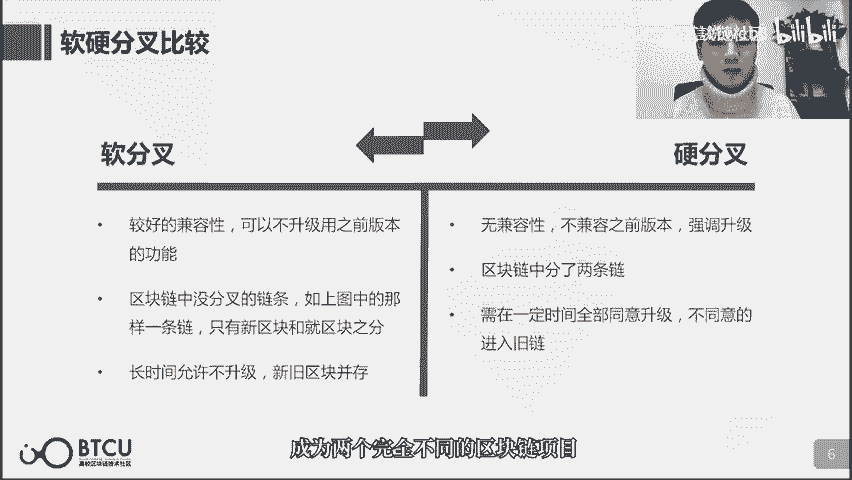 软硬分叉比较
bilibili
软分叉
硬分叉
• 较好的兼容性，可以不升级用之前版本
的功能
• 区块链中没分叉的链条，如上图中的那
样一条链，只有新区块和就区块之分
• 长时间允许不升级，新旧区块并存
• 无兼容性，不兼容之前版本，强调升级
• 区块链中分了两条链
• 需在一定时间全部同意升级，不同意的
进入旧链
BTCU
高校区块链技术社区
成为两个完全不同的区块链项目
6